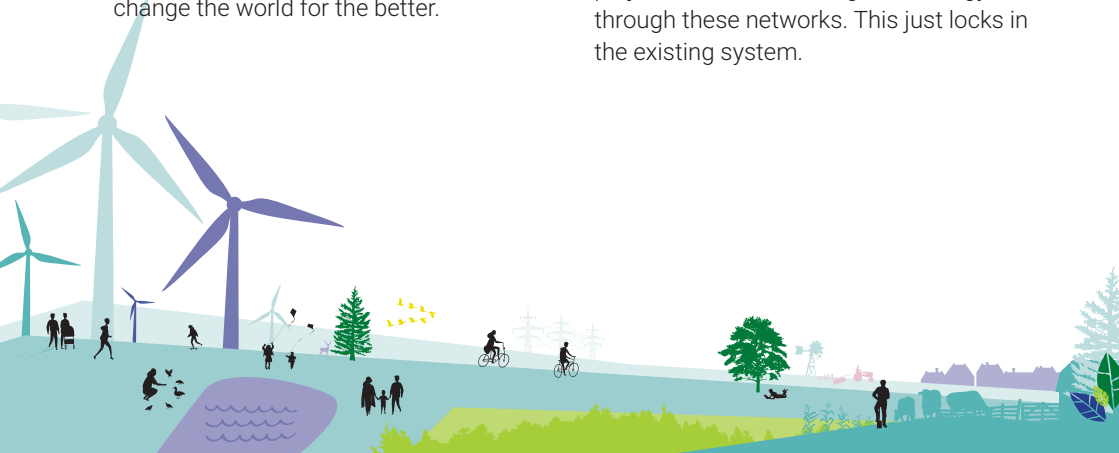 change the world for the better.
through these networks. This just locks in
the existing system.